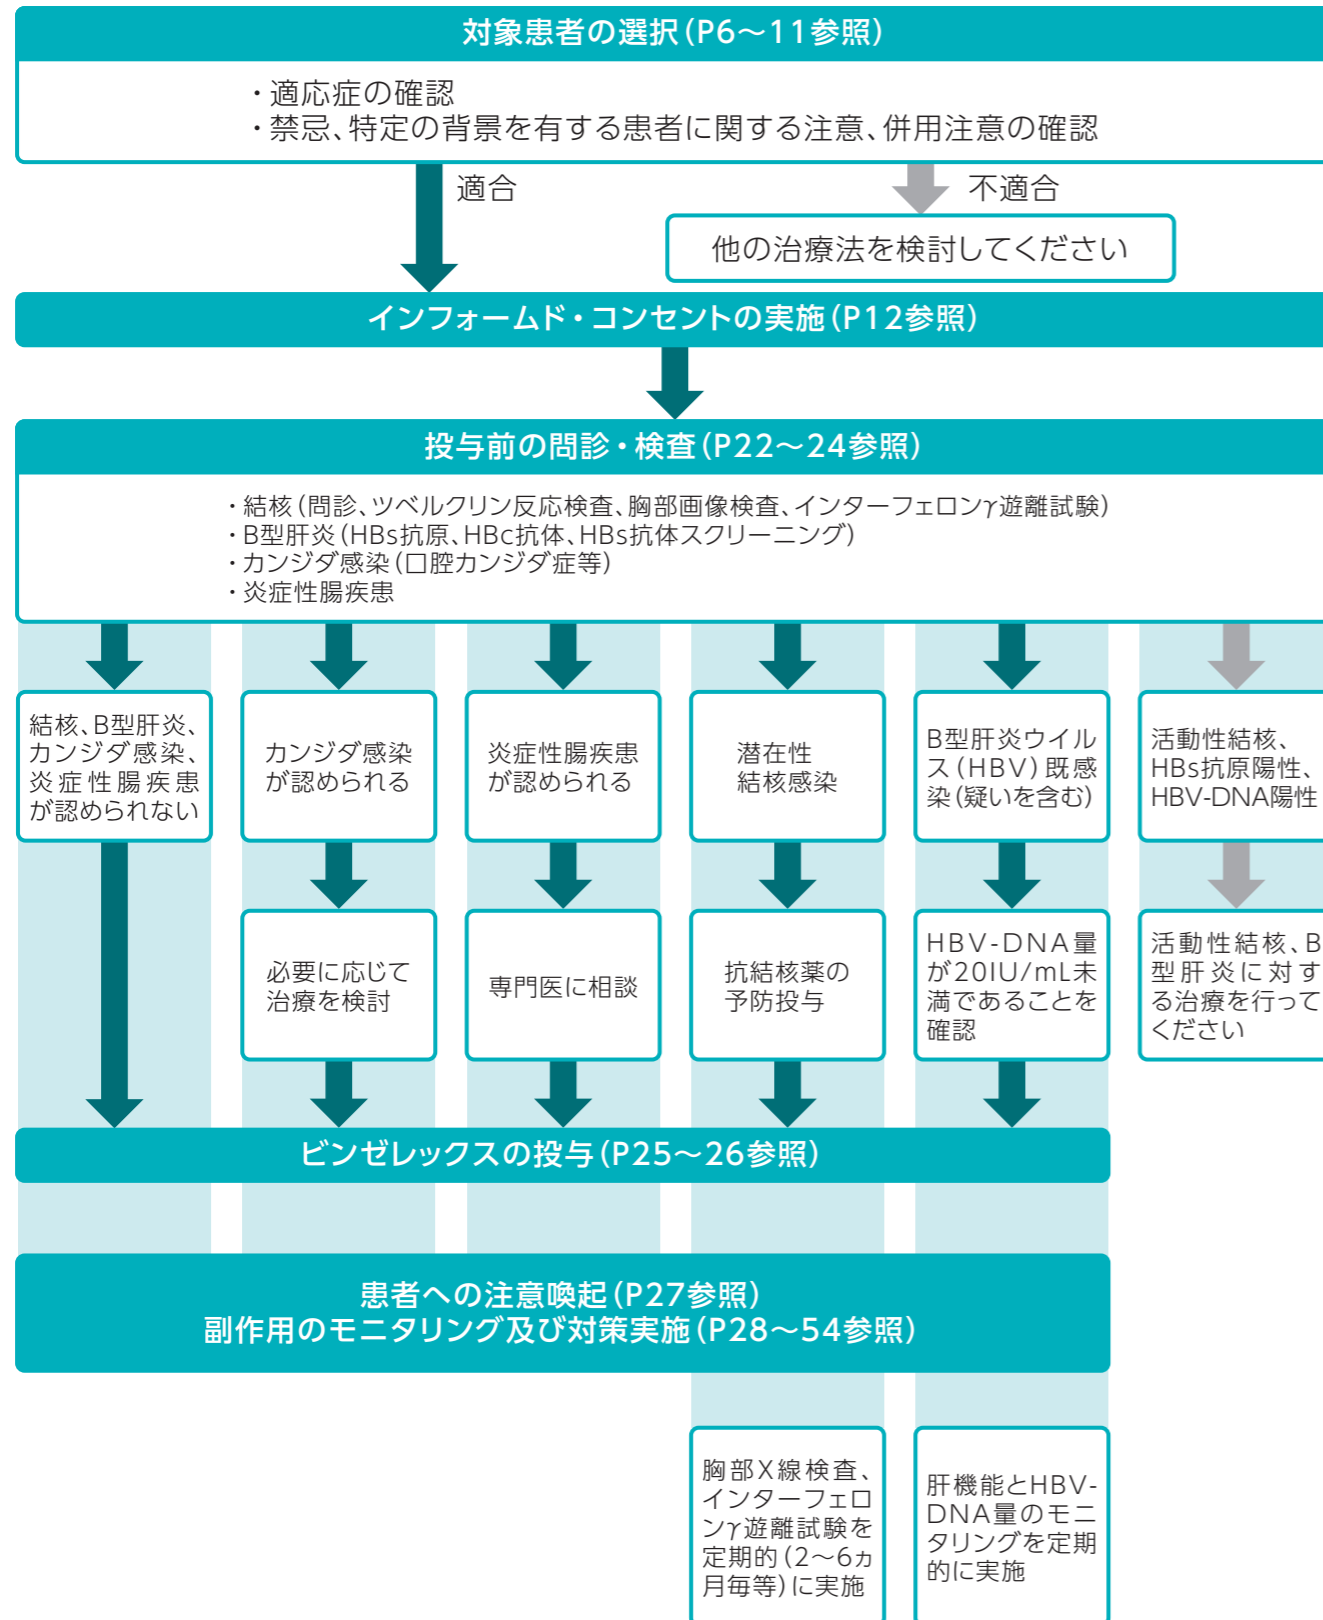 対象患者の選択（P6～11参照）
・適応症の確認
・禁忌、特定の背景を有する患者に関する注意、併用注意の確認
適合
不適合
他の治療法を検討してください
インフォームド・コンセントの実施（P12参照）
投与前の問診・検査（P22～24参照）
・結核（問診、ツベルクリン反応検査、胸部画像検査、インターフェロンγ遊離試験）
・B型肝炎（HBs抗原、HBc抗体、HBs抗体スクリーニング）
・カンジダ感染（口腔カンジダ症等）
・炎症性腸疾患
結核、B型肝炎、
カンジダ感染、
炎症性腸疾患
が認められない
カンジダ感染
が認められる
炎症性腸疾患
が認められる
潜在性
結核感染
B型肝炎ウイル
ス（HBV）既感
染（疑いを含む）
活動性結核、
HBs抗原陽性、
HBV-DNA陽性
必要に応じて
治療を検討
専門医に相談
抗結核薬の
予防投与
HBV-DNA量
が20IU/mL未
満であることを
確認
活動性結核、B
型肝炎に対す
る治療を行って
ください
ビンゼレックスの投与（P25～26参照）
患者への注意喚起（P27参照）
副作用のモニタリング及び対策実施（P28～54参照）
胸部X線検査、
インターフェロ
ンγ遊離試験を
定期的（2～6ヵ
月毎等）に実施
肝機能とHBV-
DNA量のモニ
タリングを定期
的に実施